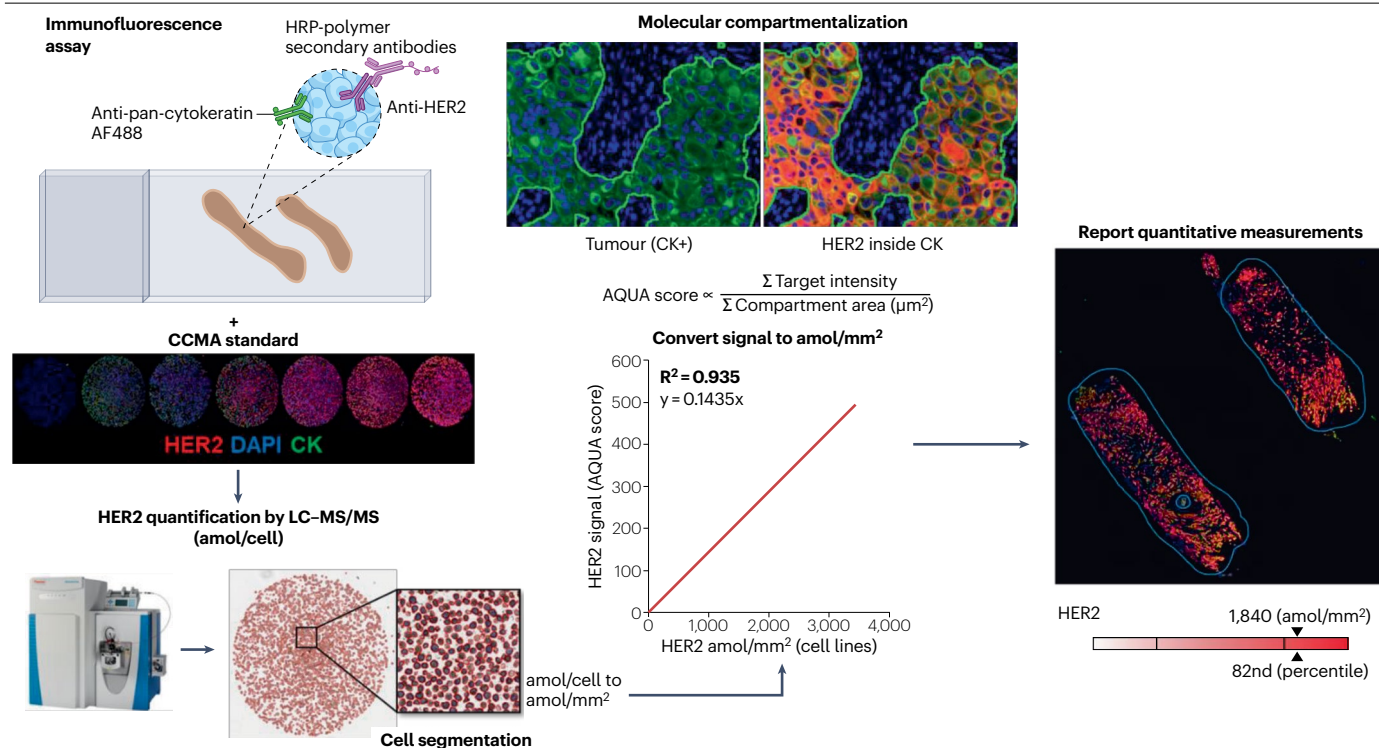 Immunofluorescence
assay
HRP-polymer
secondary antibodies
Anti-pan-cytokeratin
AF488
Anti-HER2
+
CCMA standard
HER2 DAPI CK
HER2 quantification by LC–MS/MS
(amol/cell)
Cell segmentation
amol/cell to
amol/mm²
Molecular compartmentalization
Tumour (CK+)
HER2 inside CK
AQUA score ∝ Σ Target intensity
Σ Compartment area (μm²)
Convert signal to amol/mm²
R² = 0.935
y = 0.1435x
HER2 signal (AQUA score)
600
500
400
300
200
100
0
0 1,000 2,000 3,000 4,000
HER2 amol/mm² (cell lines)
Report quantitative measurements
HER2
1,840 (amol/mm²)
82nd (percentile)